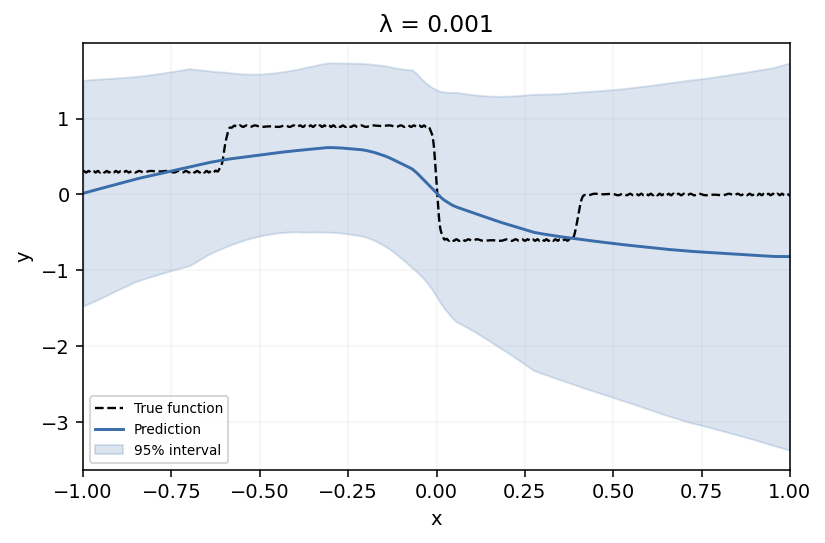 λ = 0.001
y
1
0
−1
−2
−3
True function
Prediction
95% interval
−1.00 −0.75 −0.50 −0.25 0.00 0.25 0.50 0.75 1.00
x